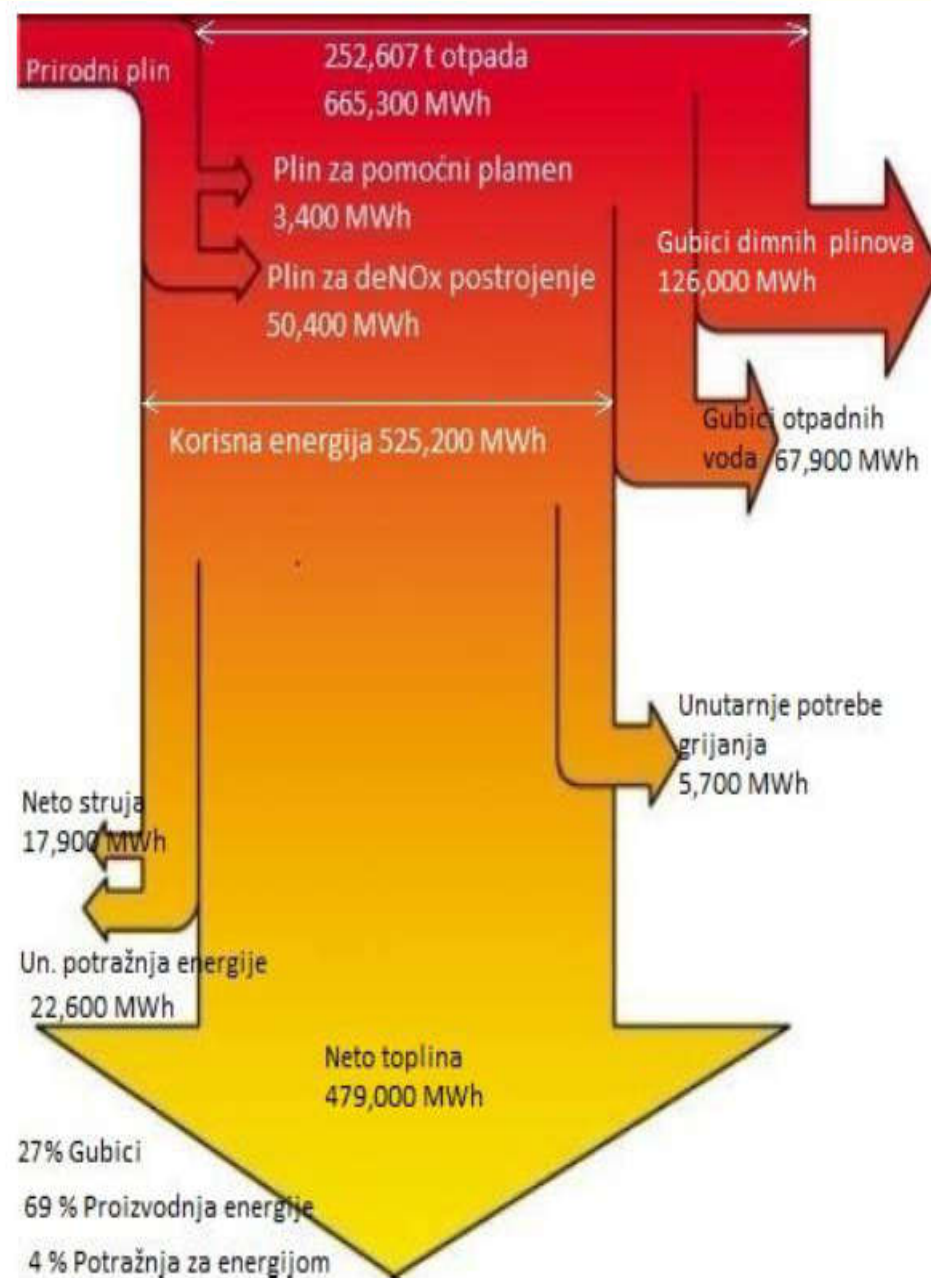 Prirodni plin
252,607 t otpada
665,300 MWh
Plin za pomoćni plamen
3,400 MWh
Plin za deNOx postrojenje
50,400 MWh
Gubici dimnih plinova
126,000 MWh
Korisna energija 525,200 MWh
Gubici otpadnih
voda 67,900 MWh
Unutarnje potrebe
grijanja
5,700 MWh
Neto struja
17,900 MWh
Un. potražnja energije
22,600 MWh
Neto toplina
479,000 MWh
27% Gubici
69 % Proizvodnja energije
4 % Potražnja za energijom